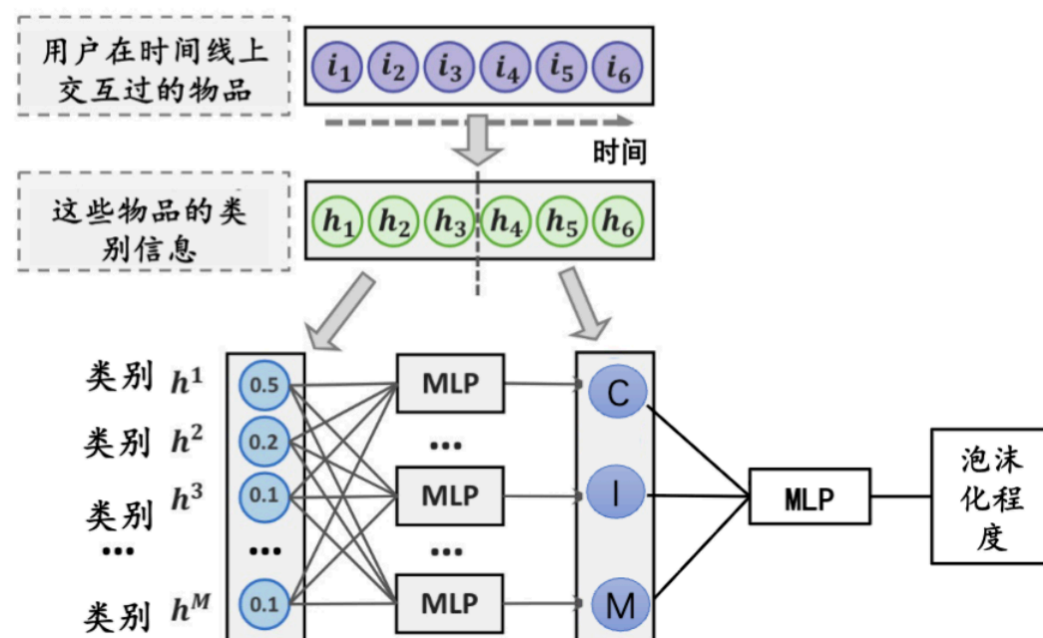 用户在时间线上
交互过的物品
i₁ i₂ i₃ i₄ i₅ i₆
时间
这些物品的类
别信息
h₁ h₂ h₃ h₄ h₅ h₆
类别 h¹ 0.5 MLP C
类别 h² 0.2 ...
类别 h³ 0.1 MLP I
... ... ...
类别 h^M 0.1 MLP M
MLP
泡沫
化程
度